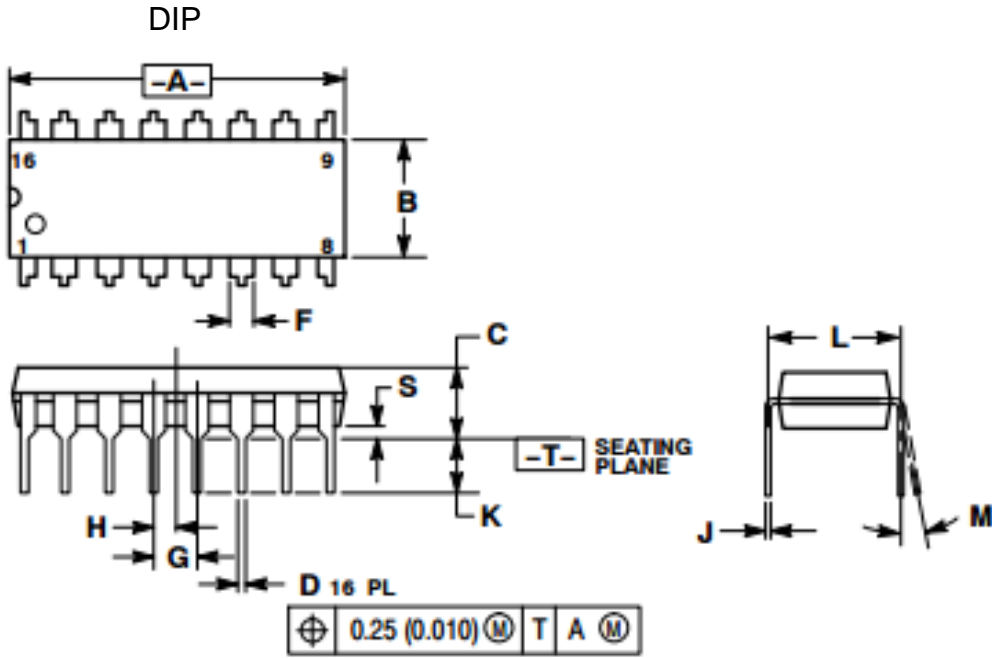 DIP
–A–
16 9
B
1 8
F
C
S
L
–T– SEATING
PLANE
H
K
J
M
G
D 16 PL
⌖ 0.25 (0.010) Ⓜ T A Ⓜ